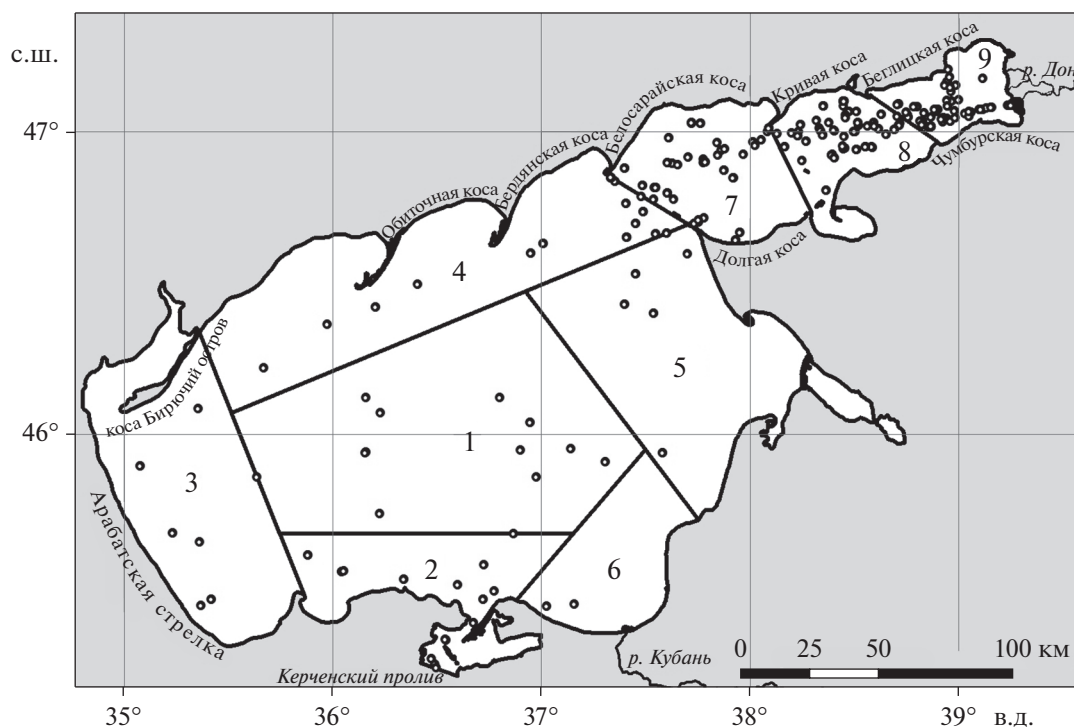 с.ш.
47°
46°
35°
36°
37°
38°
39°
в.д.
Беглицкая коса
9
р. Дон
Кривая коса
Белосарайская коса
Бердянская коса
Обиточная коса
8
Чумбурская коса
7
Долгая коса
4
5
коса Бирючий остров
1
3
Арабатская стрелка
2
6
р. Кубань
Керченский пролив
0
25
50
100 км